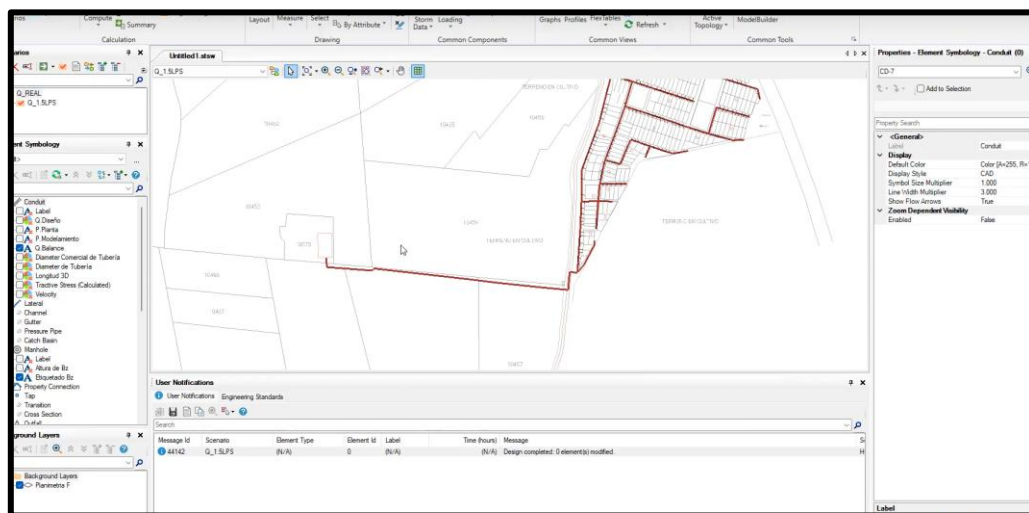 Compute
Summary
Calculation
Layout Measure Select By Attribute
Drawing
Storm Data Loading
Common Components
Graphs Profiles FlexTables Refresh
Common Views
Active Topology ModelBuilder
Common Tools
Q_REAL
Q_1.5LPS
Conduit
Label
Q.Diseño
P.Planta
P.Modelamiento
Q.Balance
Diameter Comercial de Tubería
Diameter de Tubería
Longitud 3D
Tractive Stress (Calculated)
Velocity
Lateral
Channel
Gutter
Pressure Pipe
Catch Basin
Manhole
Label
Altura de Bz
Etiquetado Bz
Property Connection
Tap
Transition
Cross Section
Outfall
Background Layers
Planimetria F
Untitled1.stsw
Q_1.5LPS
10453
10466
10457
User Notifications
User Notifications Engineering Standards
Search
Message Id Scenario Element Type Element Id Label Time (hours) Message
44142 Q_1.5LPS (N/A) 0 (N/A) (N/A) Design completed: 0 element(s) modified.
Properties - Element Symbology - Conduit (0)
CD-7
Add to Selection
Property Search
<General>
Label Conduit
Display
Default Color Color [A=255, R=
Display Style CAD
Symbol Size Multiplier 1.000
Line Width Multiplier 3.000
Show Flow Arrows True
Zoom Dependent Visibility
Enabled False
Label